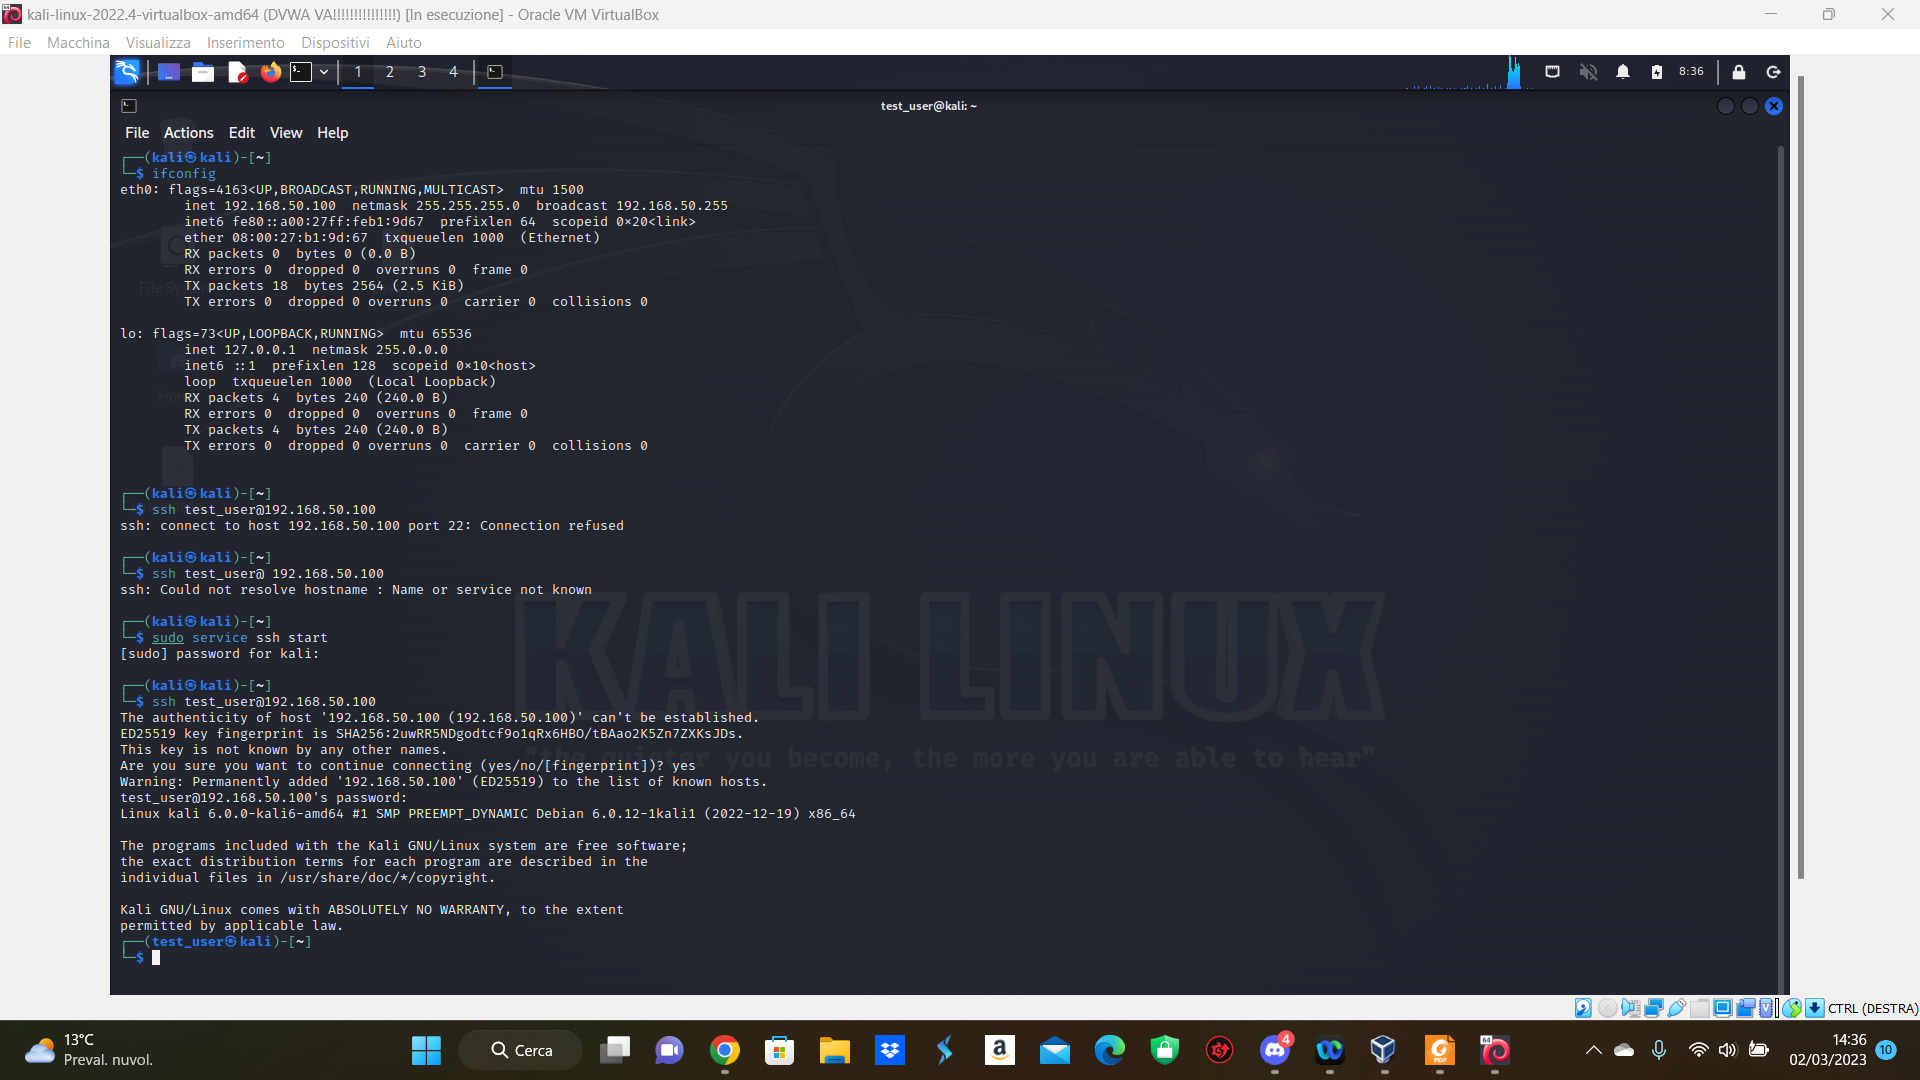 kali-linux-2022.4-virtualbox-amd64 (DVWA VA!!!!!!!!!!!!!!!) [In esecuzione] - Oracle VM VirtualBox
File Macchina Visualizza Inserimento Dispositivi Aiuto
1 2 3 4 8:36
test_user@kali: ~
File Actions Edit View Help
┌──(kali㉿kali)-[~]
└─$ ifconfig
eth0: flags=4163<UP,BROADCAST,RUNNING,MULTICAST>  mtu 1500
        inet 192.168.50.100  netmask 255.255.255.0  broadcast 192.168.50.255
        inet6 fe80::a00:27ff:feb1:9d67  prefixlen 64  scopeid 0×20<link>
        ether 08:00:27:b1:9d:67  txqueuelen 1000  (Ethernet)
        RX packets 0  bytes 0 (0.0 B)
        RX errors 0  dropped 0  overruns 0  frame 0
        TX packets 18  bytes 2564 (2.5 KiB)
        TX errors 0  dropped 0 overruns 0  carrier 0  collisions 0
lo: flags=73<UP,LOOPBACK,RUNNING>  mtu 65536
        inet 127.0.0.1  netmask 255.0.0.0
        inet6 ::1  prefixlen 128  scopeid 0×10<host>
        loop  txqueuelen 1000  (Local Loopback)
        RX packets 4  bytes 240 (240.0 B)
        RX errors 0  dropped 0  overruns 0  frame 0
        TX packets 4  bytes 240 (240.0 B)
        TX errors 0  dropped 0 overruns 0  carrier 0  collisions 0
┌──(kali㉿kali)-[~]
└─$ ssh test_user@192.168.50.100
ssh: connect to host 192.168.50.100 port 22: Connection refused
┌──(kali㉿kali)-[~]
└─$ ssh test_user@ 192.168.50.100
ssh: Could not resolve hostname : Name or service not known
┌──(kali㉿kali)-[~]
└─$ sudo service ssh start
[sudo] password for kali:
┌──(kali㉿kali)-[~]
└─$ ssh test_user@192.168.50.100
The authenticity of host '192.168.50.100 (192.168.50.100)' can't be established.
ED25519 key fingerprint is SHA256:2uwRR5NDgodtcf9o1qRx6HBO/tBAao2K5Zn7ZXKsJDs.
This key is not known by any other names.
Are you sure you want to continue connecting (yes/no/[fingerprint])? yes
Warning: Permanently added '192.168.50.100' (ED25519) to the list of known hosts.
test_user@192.168.50.100's password:
Linux kali 6.0.0-kali6-amd64 #1 SMP PREEMPT_DYNAMIC Debian 6.0.12-1kali1 (2022-12-19) x86_64
The programs included with the Kali GNU/Linux system are free software;
the exact distribution terms for each program are described in the
individual files in /usr/share/doc/*/copyright.
Kali GNU/Linux comes with ABSOLUTELY NO WARRANTY, to the extent
permitted by applicable law.
┌──(test_user㉿kali)-[~]
└─$
KALI LINUX
you become, the more you are able to hear"
CTRL (DESTRA)
13°C
Preval. nuvol.
Cerca
4
14:36
02/03/2023
10